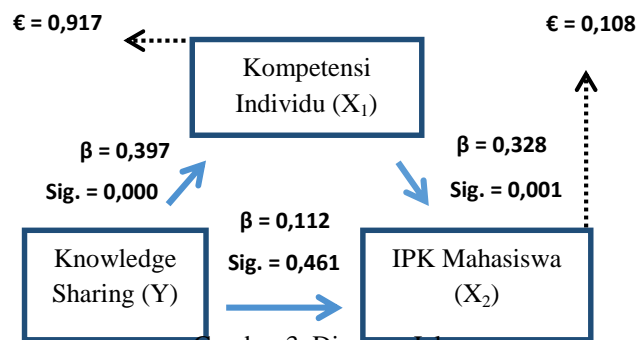 € = 0,917
€ = 0,108
Kompetensi
Individu (X₁)
β = 0,397
Sig. = 0,000
β = 0,328
Sig. = 0,001
β = 0,112
Sig. = 0,461
Knowledge
Sharing (Y)
IPK Mahasiswa
(X₂)